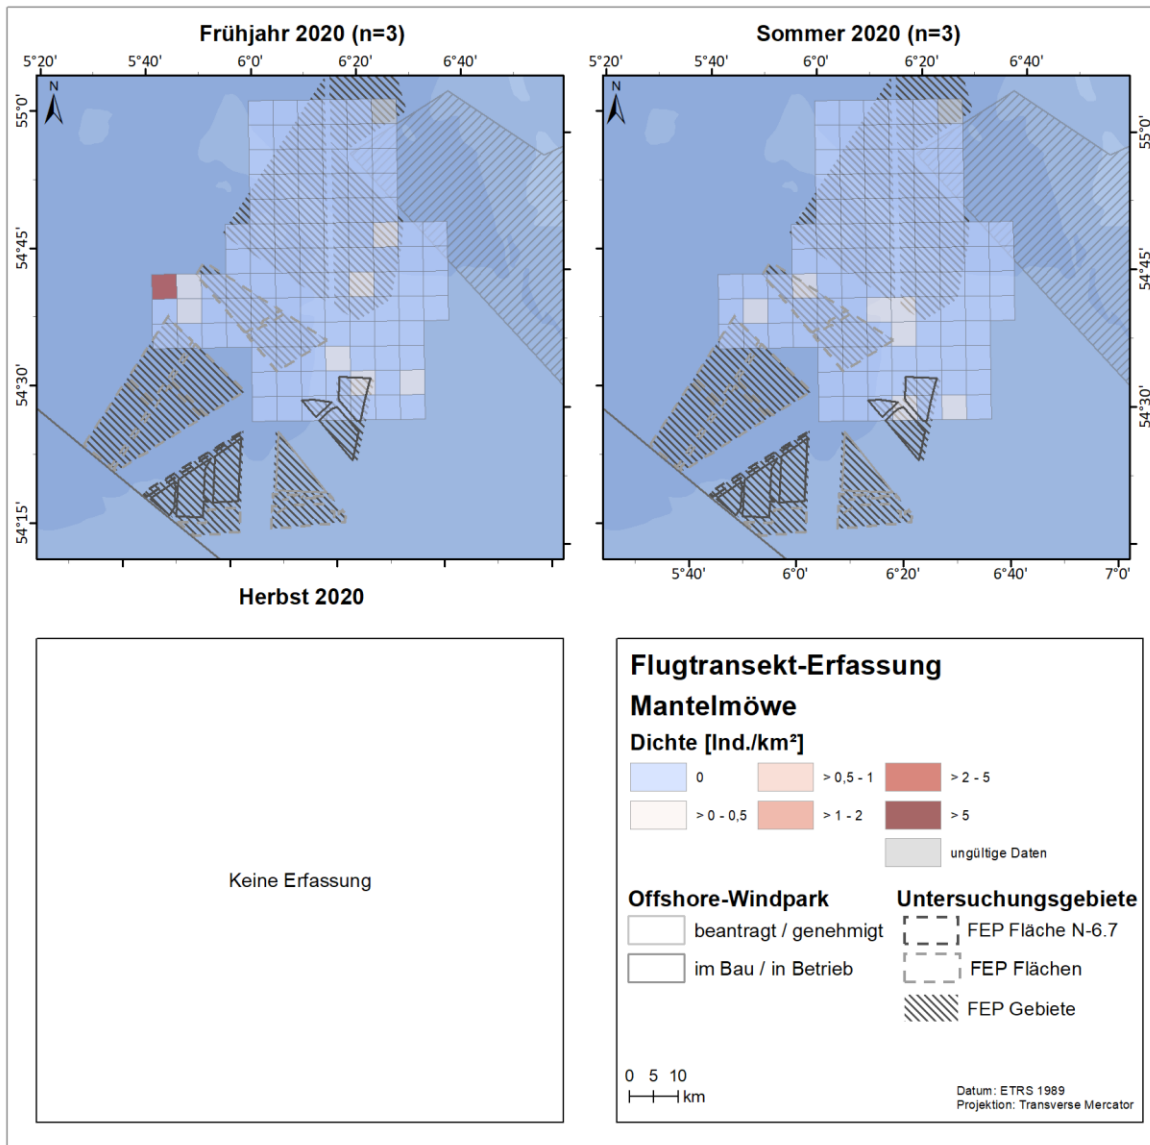 Frühjahr 2020 (n=3)
Sommer 2020 (n=3)
5°20' 5°40' 6°0' 6°20' 6°40'
5°40' 6°0' 6°20' 6°40'
N
N
55°0'
54°45'
54°30'
54°15'
55°0'
54°45'
54°30'
5°40' 6°0' 6°20' 6°40' 7°0'
Herbst 2020
Keine Erfassung
Flugtransekt-Erfassung
Mantelmöwe
Dichte [Ind./km²]
0
> 0,5 - 1
> 2 - 5
> 0 - 0,5
> 1 - 2
> 5
ungültige Daten
Offshore-Windpark
beantragt / genehmigt
im Bau / in Betrieb
Untersuchungsgebiete
FEP Fläche N-6.7
FEP Flächen
FEP Gebiete
0 5 10
km
Datum: ETRS 1989
Projektion: Transverse Mercator